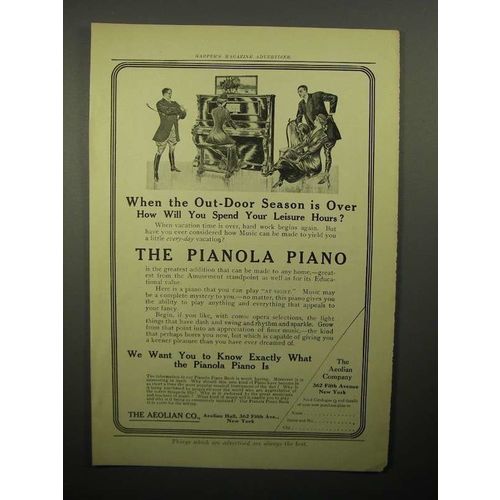 HARPER'S MAGAZINE ADVERTISER
When the Out-Door Season is Over
How Will You Spend Your Leisure Hours?
When vacation time is over, hard work begins again. But
have you ever considered how Music can be made to yield you
a little every-day vacation?
THE PIANOLA PIANO
is the greatest addition that can be made to any home,—great-
est from the Amusement standpoint as well as for its Educa-
tional value.
Here is a piano that you can play "AT SIGHT." Music may
be a complete mystery to you—no matter, this piano gives you
the ability to play anything and everything that appeals to
your fancy.
Begin, if you like, with comic opera selections, the light
things that have dash and swing and rhythm and sparkle. Grow
from that point into an appreciation of finer music,—the kind
that perhaps bores you now, but which is capable of giving you
a keener pleasure than you have ever dreamed of.
We Want You to Know Exactly What
the Pianola Piano Is
The
Aeolian
Company
362 Fifth Avenue
New York
Name
Street and No.
City
THE AEOLIAN CO., Aeolian Hall, 362 Fifth Ave.,
New York
Things which are advertised are always the best.